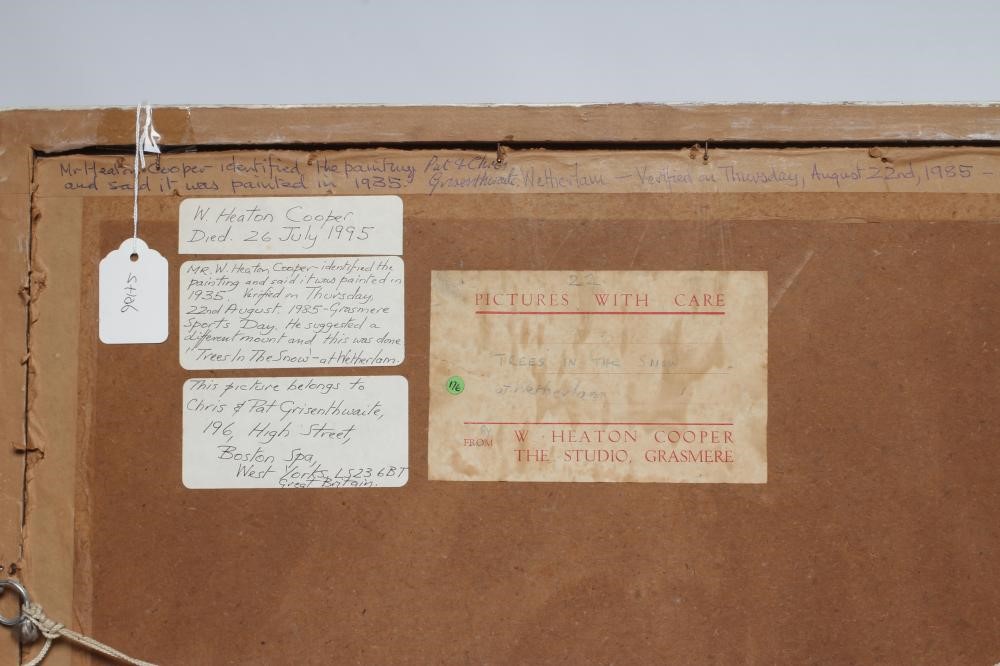 Mr Heaton Cooper identified the painting Pat & Chris
and said it was painted in 1935. Grisenthwaite, Wetherlam — Verified on Thursday, August 22nd, 1985 —
W. Heaton Cooper
Died. 26 July 1995
MR. W. Heaton Cooper identified the
painting and said it was painted in
1935. Verified on Thursday,
22nd August. 1985-Grasmere
Sports Day. He suggested a
different mount and this was done
"Trees In The Snow"-at Wetherlam.
This picture belongs to
Chris & Pat Grisenthwaite,
196, High Street,
Boston Spa,
West Yorks, LS23 6BT
Great Britain.
22
PICTURES WITH CARE
"TREES IN THE SNOW"
at Wetherlam
176
By
FROM W. HEATON COOPER
THE STUDIO, GRASMERE